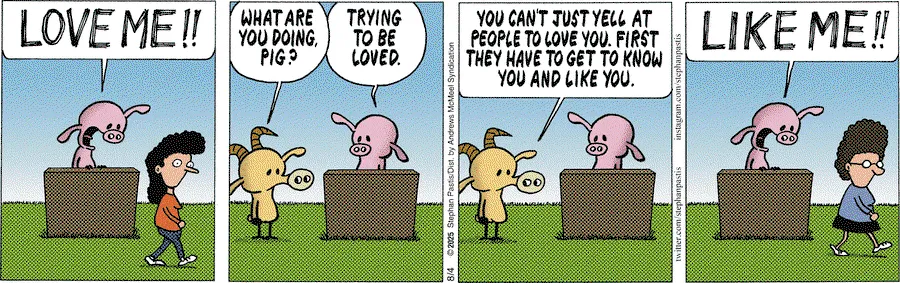 LOVE ME!!
WHAT ARE
YOU DOING,
PIG?
TRYING
TO BE
LOVED.
8/4 ©2025 Stephan Pastis/Dist. by Andrews McMeel Syndication
YOU CAN'T JUST YELL AT
PEOPLE TO LOVE YOU. FIRST
THEY HAVE TO GET TO KNOW
YOU AND LIKE YOU.
twitter.com/stephanpastis instagram.com/stephanpastis
LIKE ME!!